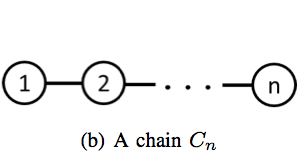 1 2 . . . n
(b) A chain Cn